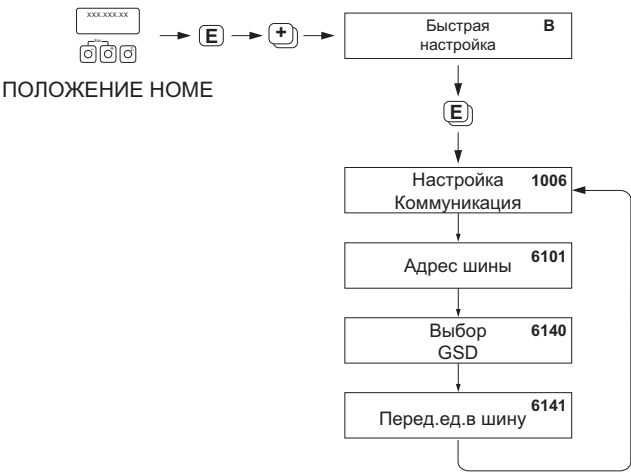 xxx.xxx.xx
Esc
E
+
Быстрая
настройка
B
ПОЛОЖЕНИЕ HOME
E
Настройка
Коммуникация
1006
Адрес шины
6101
Выбор
GSD
6140
Перед.ед.в шину
6141